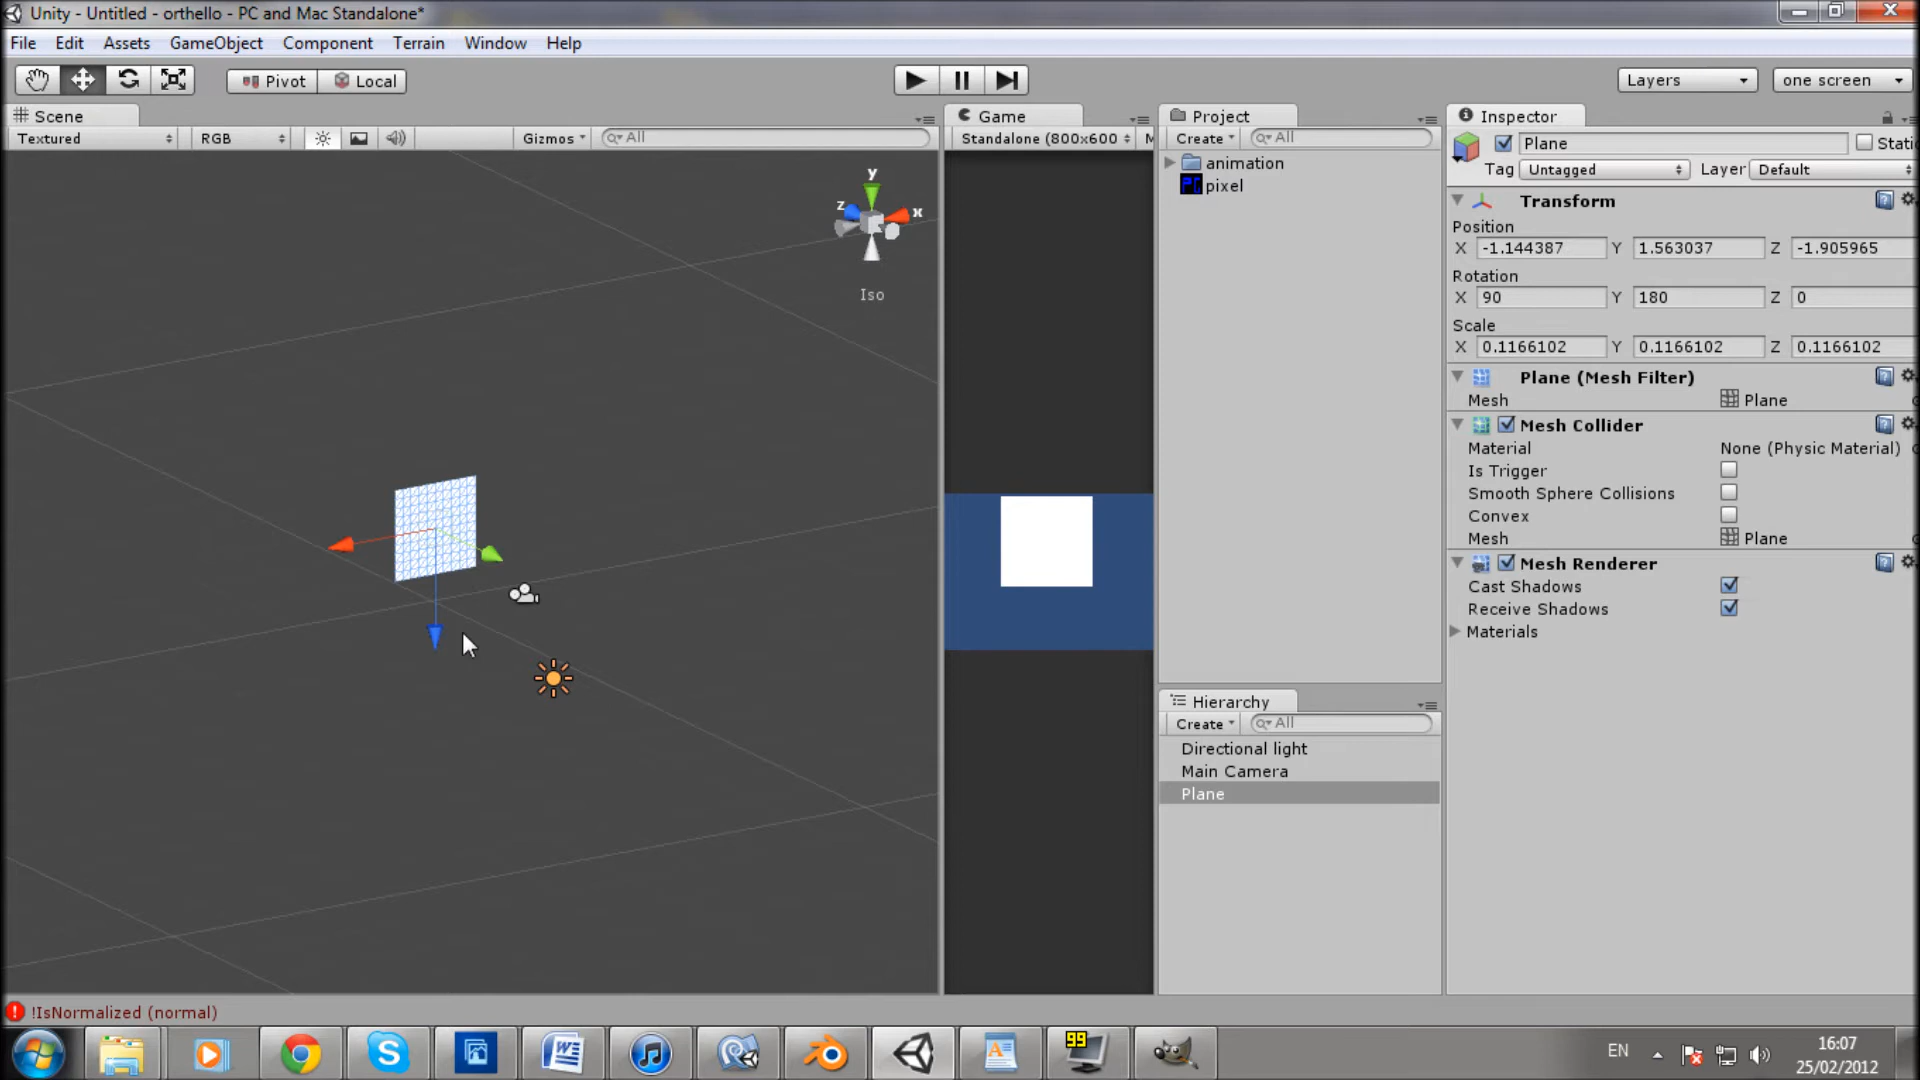 Unity - Untitled - orthello - PC and Mac Standalone*
File Edit Assets GameObject Component Terrain Window Help
Pivot Local Layers one screen
Scene Game Project Inspector
Textured RGB Gizmos All Standalone (800x600 M Create All
Plane Stati
Tag Untagged Layer Default
animation
pixel
y
z x
Iso
Transform
Position
X -1.144387 Y 1.563037 Z -1.905965
Rotation
X 90 Y 180 Z 0
Scale
X 0.1166102 Y 0.1166102 Z 0.1166102
Plane (Mesh Filter)
Mesh Plane
Mesh Collider
Material None (Physic Material)
Is Trigger
Smooth Sphere Collisions
Convex
Mesh Plane
Mesh Renderer
Cast Shadows
Receive Shadows
Materials
Hierarchy
Create All
Directional light
Main Camera
Plane
!IsNormalized (normal)
99
EN 16:07
25/02/2012